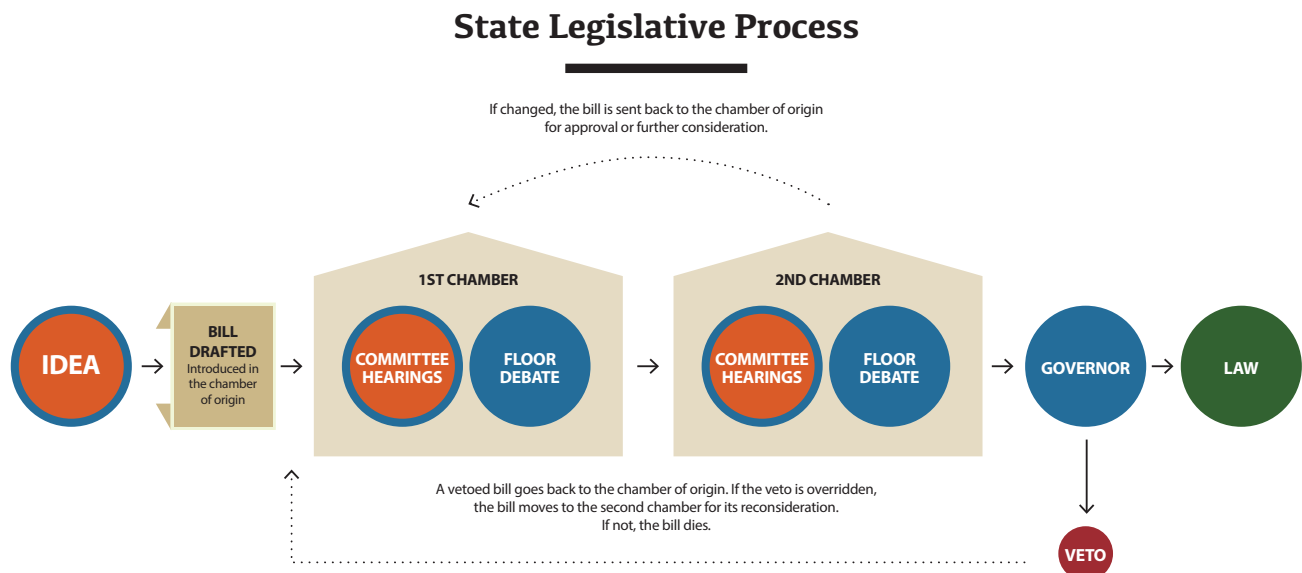 State Legislative Process
If changed, the bill is sent back to the chamber of origin
for approval or further consideration.
IDEA
BILL
DRAFTED
Introduced in
the chamber
of origin
1ST CHAMBER
COMMITTEE
HEARINGS
FLOOR
DEBATE
2ND CHAMBER
COMMITTEE
HEARINGS
FLOOR
DEBATE
GOVERNOR
LAW
A vetoed bill goes back to the chamber of origin. If the veto is overridden,
the bill moves to the second chamber for its reconsideration.
If not, the bill dies.
VETO